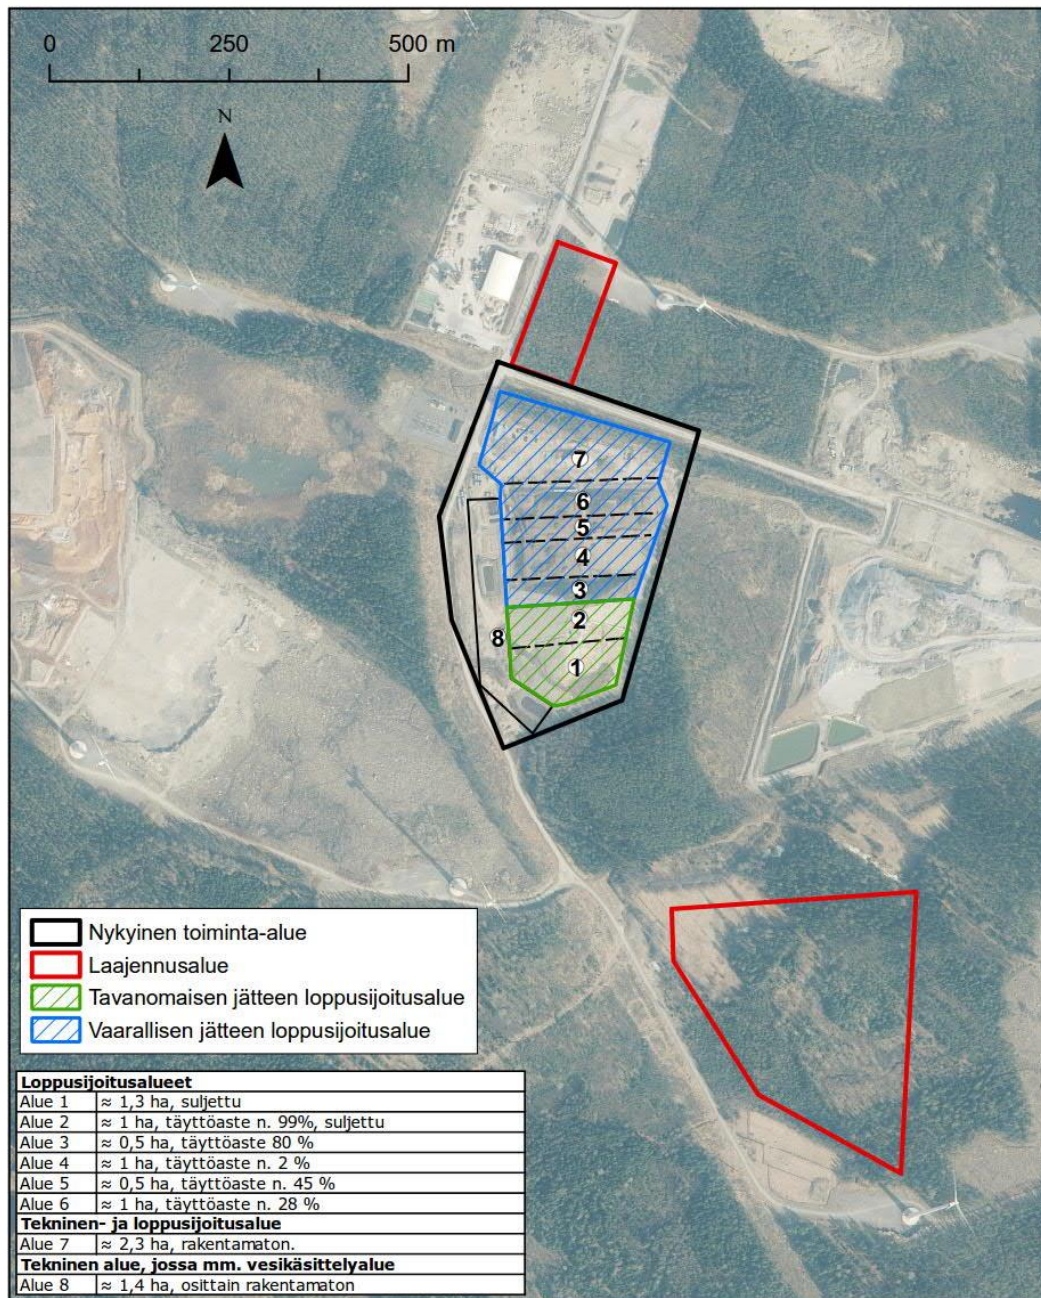 0 250 500 m
N
7
6
5
4
3
2
8
1
Nykyinen toiminta-alue
Laajennusalue
Tavanomaisen jätteen loppusijoitusalue
Vaarallisen jätteen loppusijoitusalue
Loppusijoitusalueet
Alue 1 ≈ 1,3 ha, suljettu
Alue 2 ≈ 1 ha, täyttöaste n. 99%, suljettu
Alue 3 ≈ 0,5 ha, täyttöaste 80 %
Alue 4 ≈ 1 ha, täyttöaste n. 2 %
Alue 5 ≈ 0,5 ha, täyttöaste n. 45 %
Alue 6 ≈ 1 ha, täyttöaste n. 28 %
Tekninen- ja loppusijoitusalue
Alue 7 ≈ 2,3 ha, rakentamaton.
Tekninen alue, jossa mm. vesikäsittelyalue
Alue 8 ≈ 1,4 ha, osittain rakentamaton